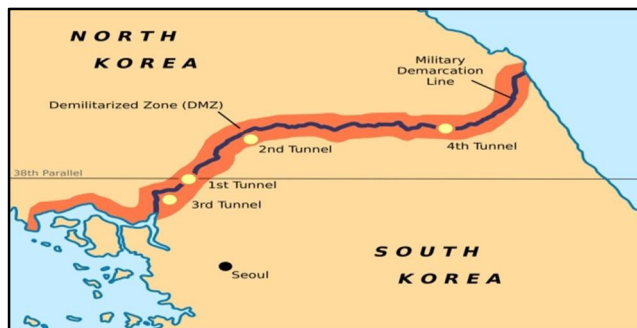 NORTH
KOREA
Military
Demarcation
Line
Demilitarized Zone (DMZ)
2nd Tunnel
4th Tunnel
38th Parallel
1st Tunnel
3rd Tunnel
SOUTH
KOREA
Seoul